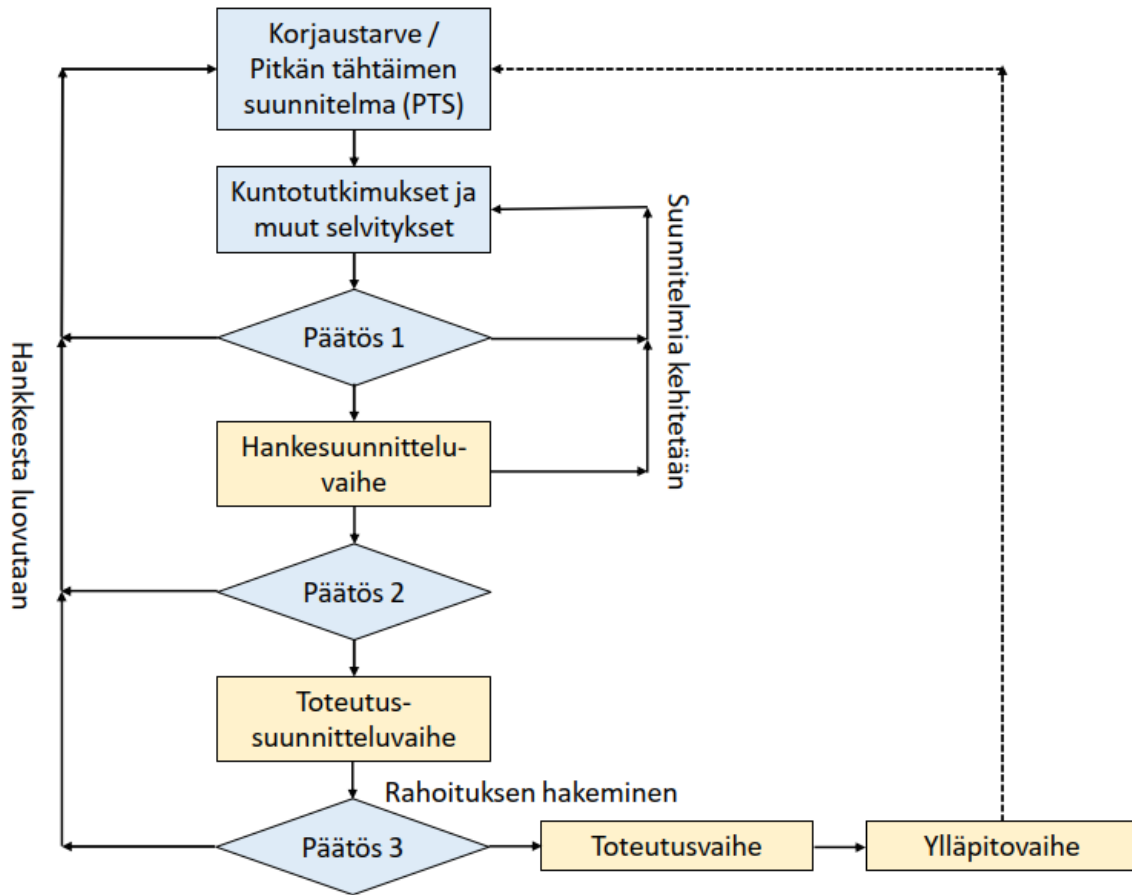 Korjaustarve /
Pitkän tähtäimen
suunnitelma (PTS)
Kuntotutkimukset ja
muut selvitykset
Suunnitelmia kehitetään
Päätös 1
Hankkeesta luovutaan
Hankesuunnittelu-
vaihe
Päätös 2
Toteutus-
suunnitteluvaihe
Rahoituksen hakeminen
Päätös 3
Toteutusvaihe
Ylläpitovaihe